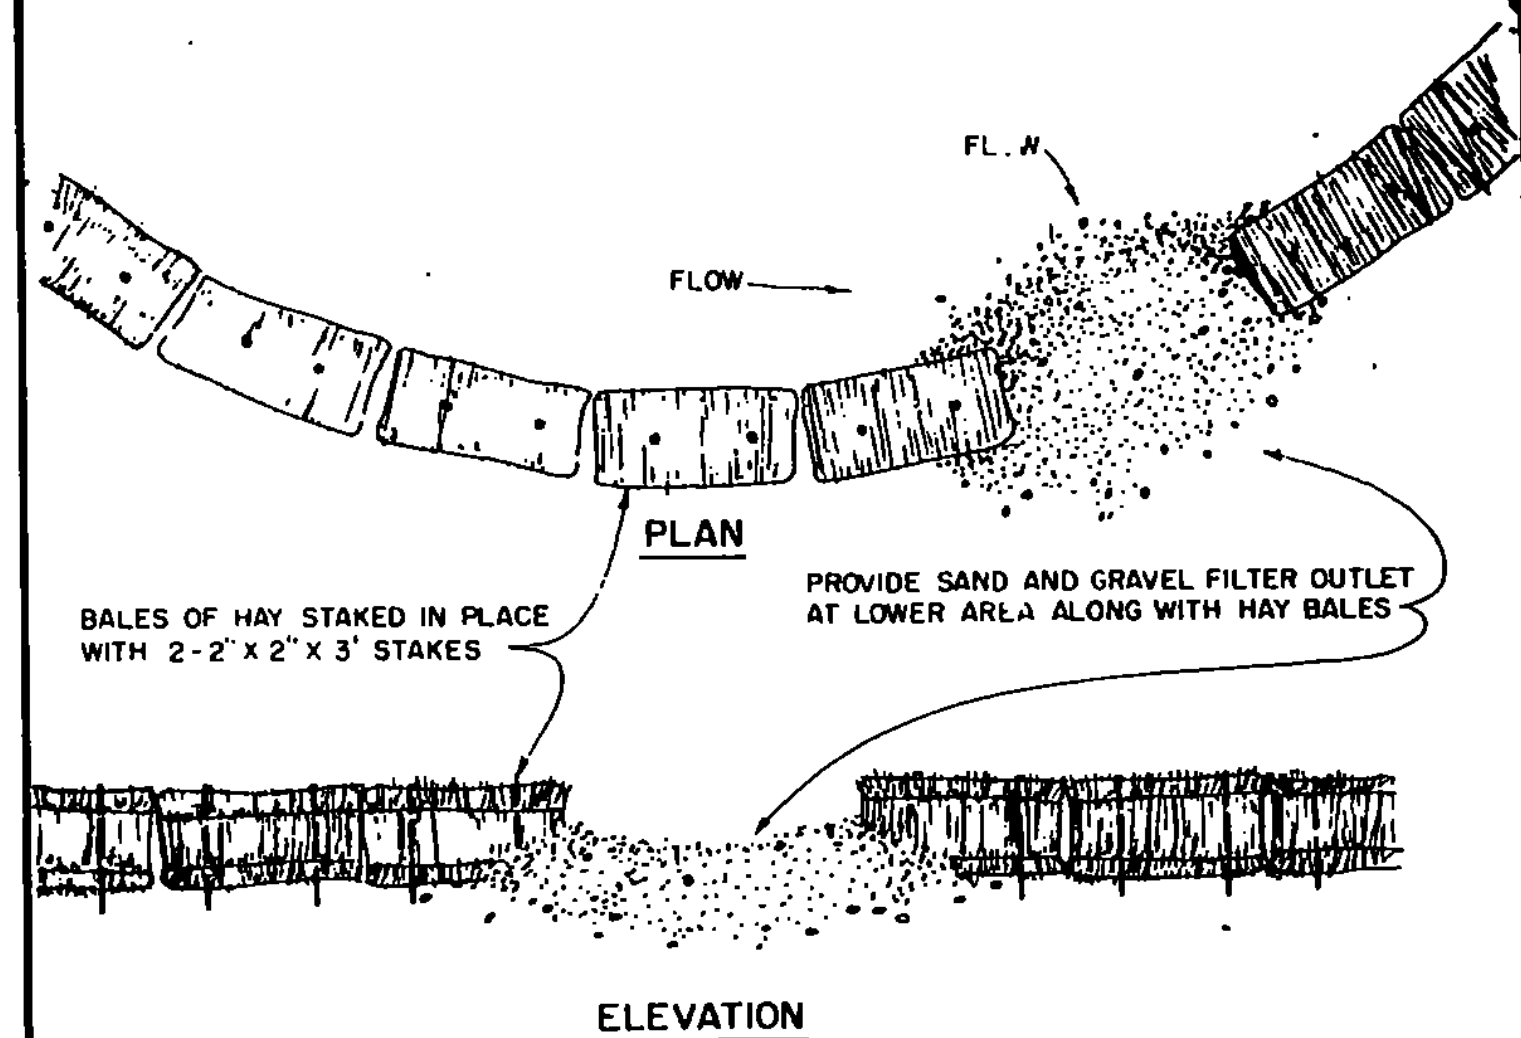 FLOW
PLAN
BALES OF HAY STAKED IN PLACE
WITH 2-2" X 2" X 3' STAKES
PROVIDE SAND AND GRAVEL FILTER OUTLET
AT LOWER AREA ALONG WITH HAY BALES
ELEVATION